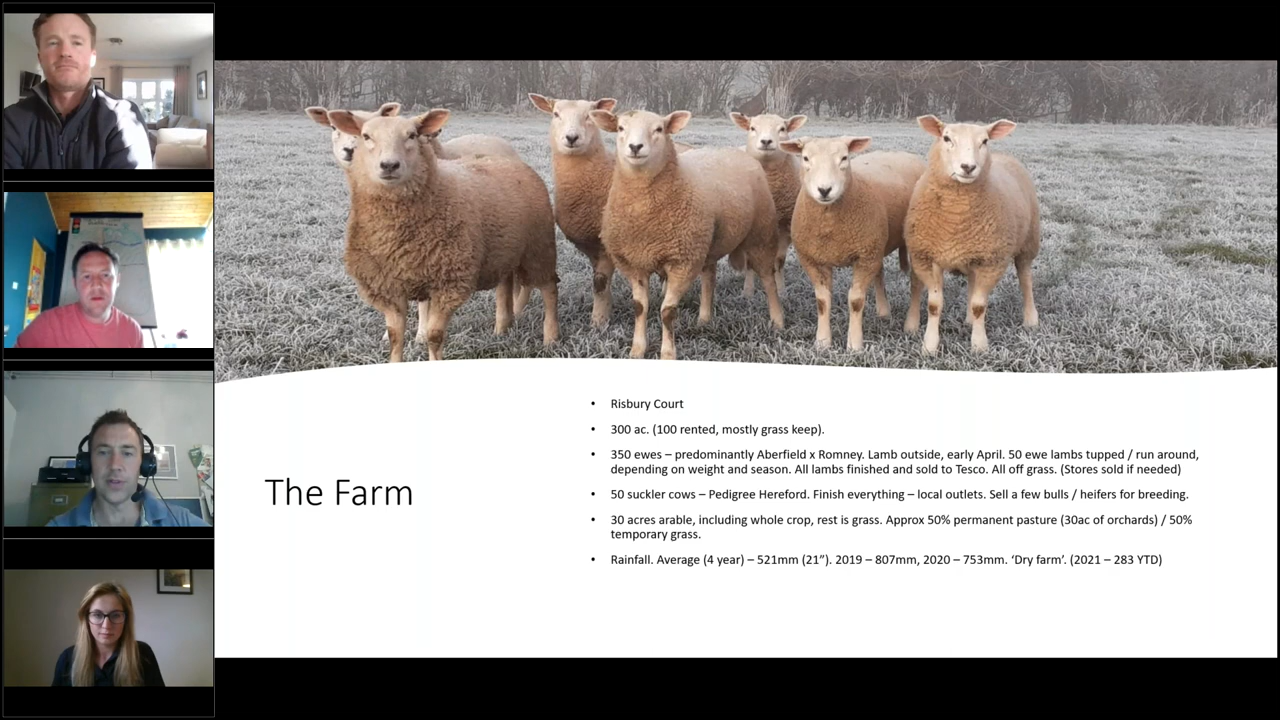 The Farm
• Risbury Court
• 300 ac. (100 rented, mostly grass keep).
• 350 ewes – predominantly Aberfield x Romney. Lamb outside, early April. 50 ewe lambs tupped / run around,
depending on weight and season. All lambs finished and sold to Tesco. All off grass. (Stores sold if needed)
• 50 suckler cows – Pedigree Hereford. Finish everything – local outlets. Sell a few bulls / heifers for breeding.
• 30 acres arable, including whole crop, rest is grass. Approx 50% permanent pasture (30ac of orchards) / 50%
temporary grass.
• Rainfall. Average (4 year) – 521mm (21”). 2019 – 807mm, 2020 – 753mm. ‘Dry farm’. (2021 – 283 YTD)